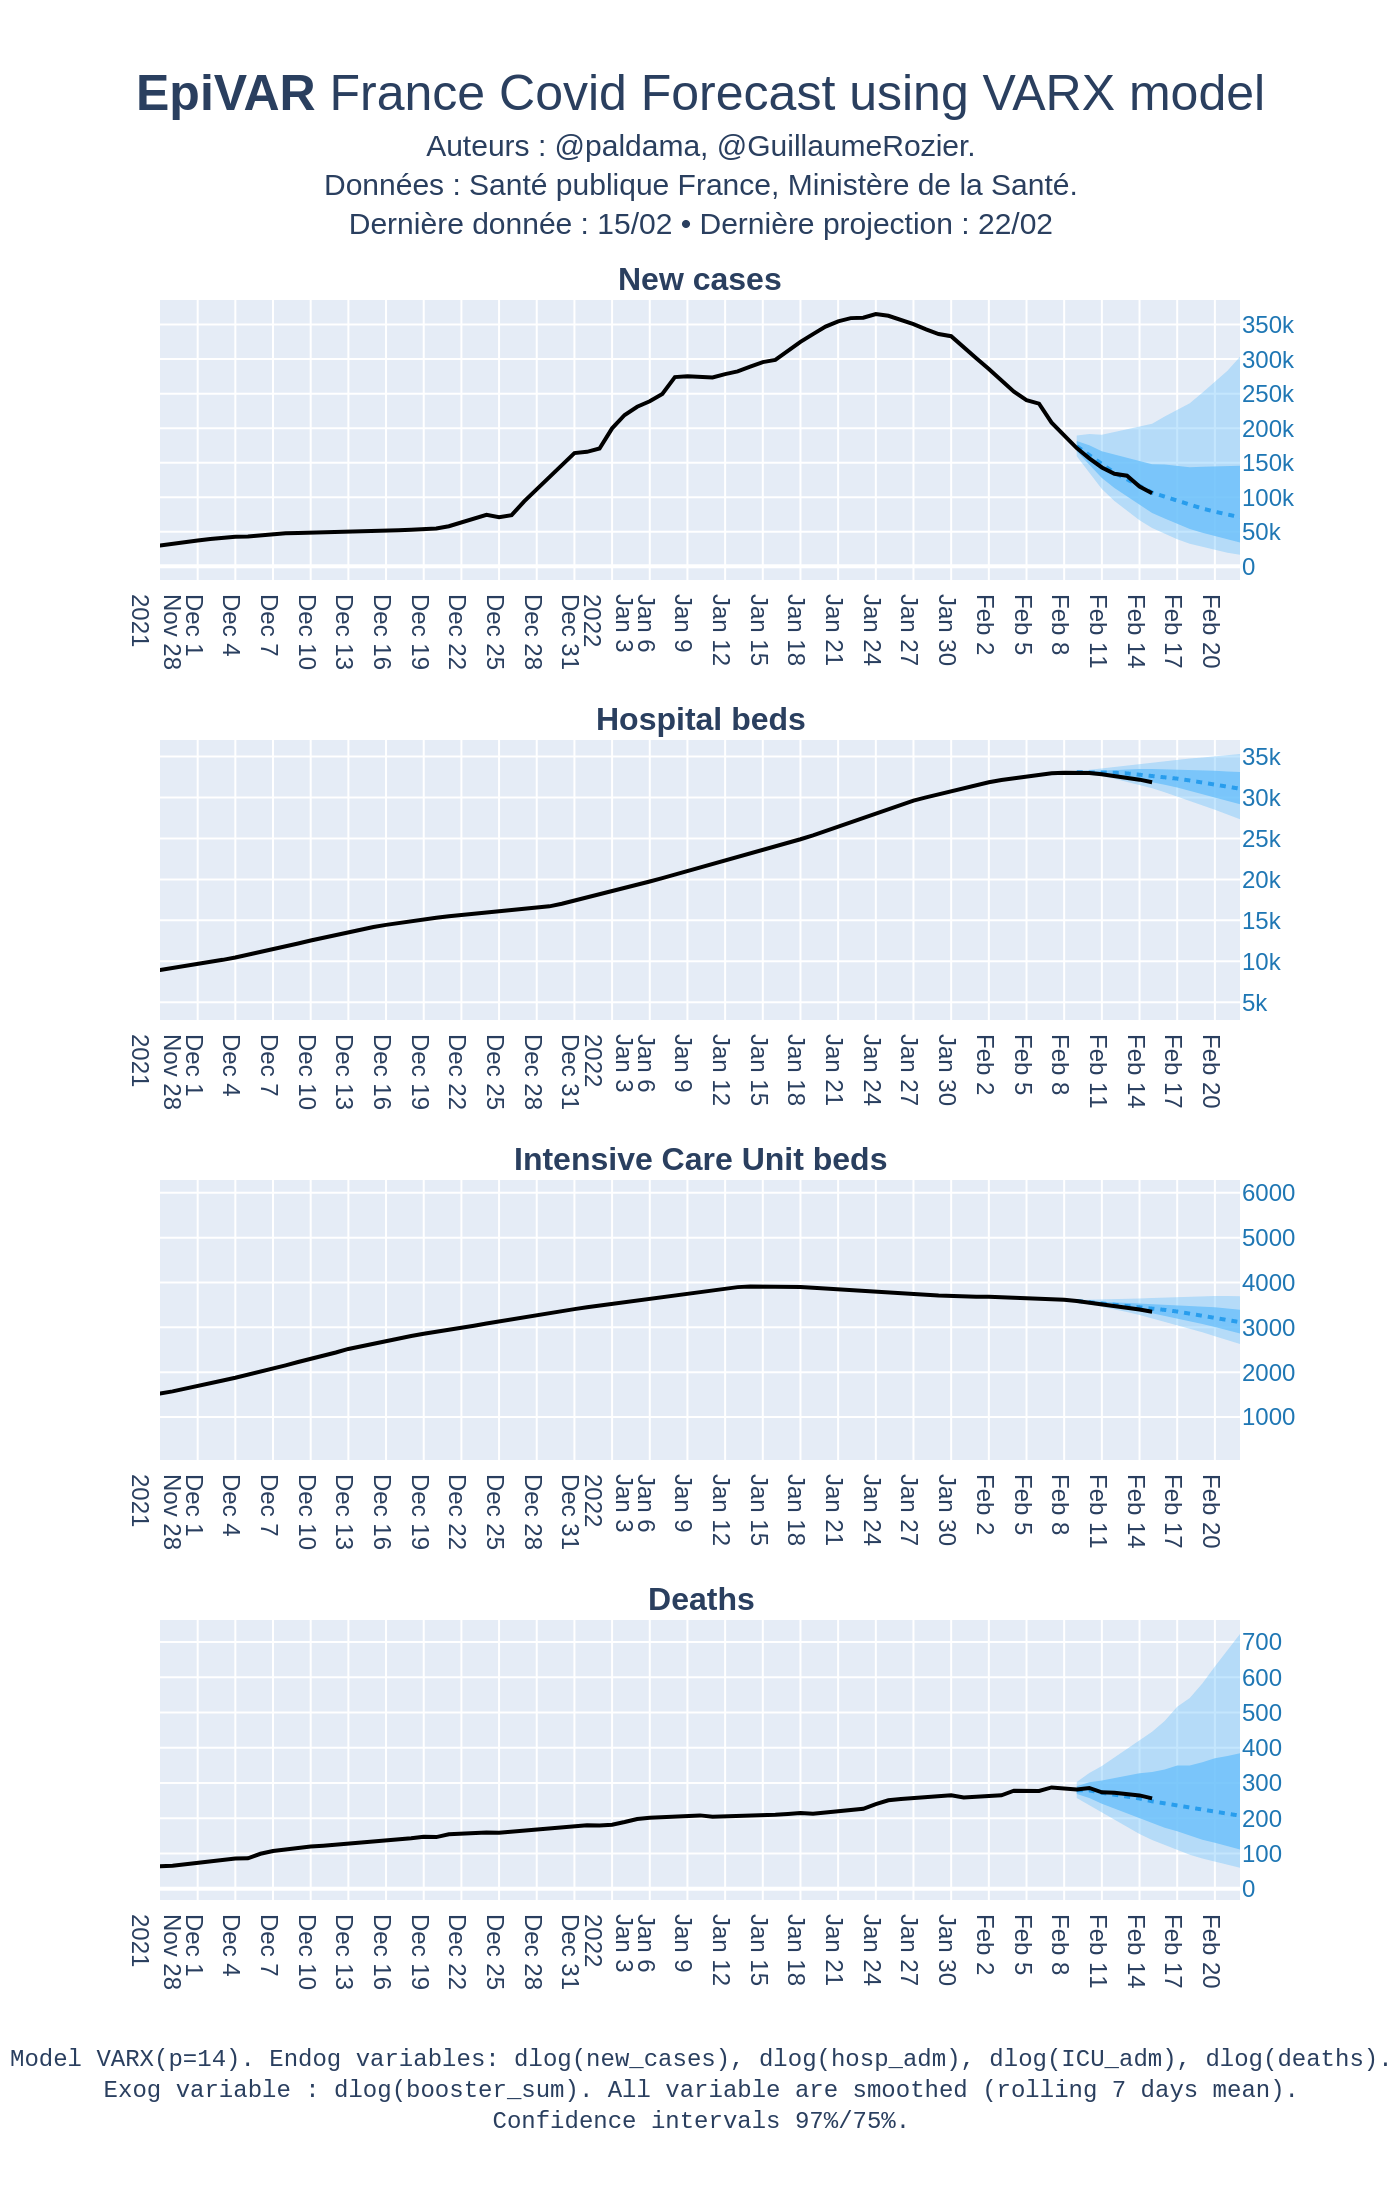 EpiVAR France Covid Forecast using VARX model
Auteurs : @paldama, @GuillaumeRozier.
Données : Santé publique France, Ministère de la Santé.
Dernière donnée : 15/02 • Dernière projection : 22/02
New cases
350k
300k
250k
200k
150k
100k
50k
0
2021
Nov 28
Dec 1
Dec 4
Dec 7
Dec 10
Dec 13
Dec 16
Dec 19
Dec 22
Dec 25
Dec 28
Dec 31
2022
Jan 3
Jan 6
Jan 9
Jan 12
Jan 15
Jan 18
Jan 21
Jan 24
Jan 27
Jan 30
Feb 2
Feb 5
Feb 8
Feb 11
Feb 14
Feb 17
Feb 20
Hospital beds
35k
30k
25k
20k
15k
10k
5k
2021
Nov 28
Dec 1
Dec 4
Dec 7
Dec 10
Dec 13
Dec 16
Dec 19
Dec 22
Dec 25
Dec 28
Dec 31
2022
Jan 3
Jan 6
Jan 9
Jan 12
Jan 15
Jan 18
Jan 21
Jan 24
Jan 27
Jan 30
Feb 2
Feb 5
Feb 8
Feb 11
Feb 14
Feb 17
Feb 20
Intensive Care Unit beds
6000
5000
4000
3000
2000
1000
2021
Nov 28
Dec 1
Dec 4
Dec 7
Dec 10
Dec 13
Dec 16
Dec 19
Dec 22
Dec 25
Dec 28
Dec 31
2022
Jan 3
Jan 6
Jan 9
Jan 12
Jan 15
Jan 18
Jan 21
Jan 24
Jan 27
Jan 30
Feb 2
Feb 5
Feb 8
Feb 11
Feb 14
Feb 17
Feb 20
Deaths
700
600
500
400
300
200
100
0
2021
Nov 28
Dec 1
Dec 4
Dec 7
Dec 10
Dec 13
Dec 16
Dec 19
Dec 22
Dec 25
Dec 28
Dec 31
2022
Jan 3
Jan 6
Jan 9
Jan 12
Jan 15
Jan 18
Jan 21
Jan 24
Jan 27
Jan 30
Feb 2
Feb 5
Feb 8
Feb 11
Feb 14
Feb 17
Feb 20
Model VARX(p=14). Endog variables: dlog(new_cases), dlog(hosp_adm), dlog(ICU_adm), dlog(deaths).
Exog variable : dlog(booster_sum). All variable are smoothed (rolling 7 days mean).
Confidence intervals 97%/75%.